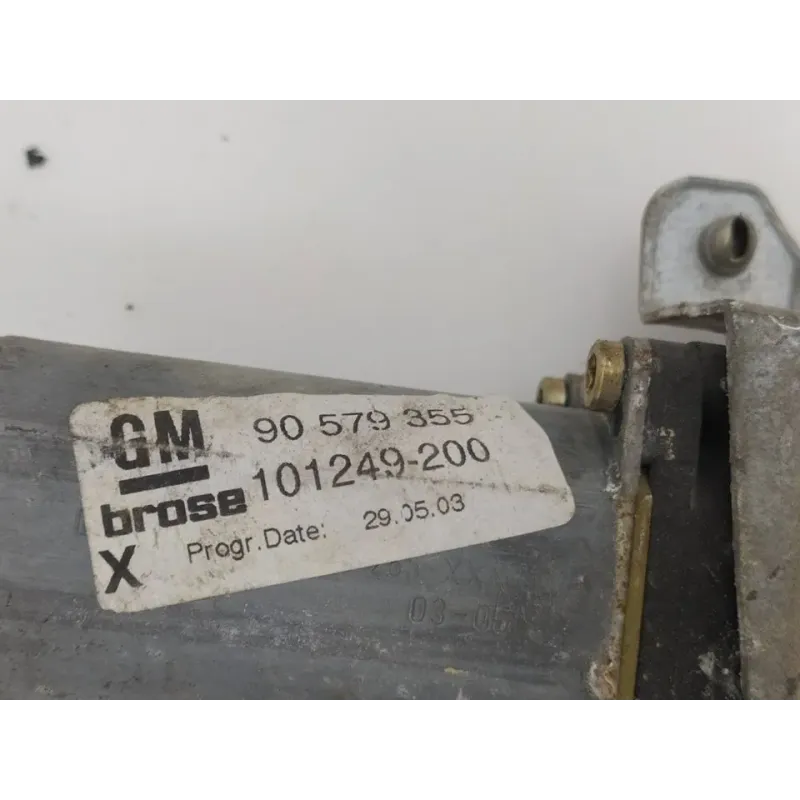 GM 90 579 355
brose 101249-200
X Progr.Date: 29.05.03